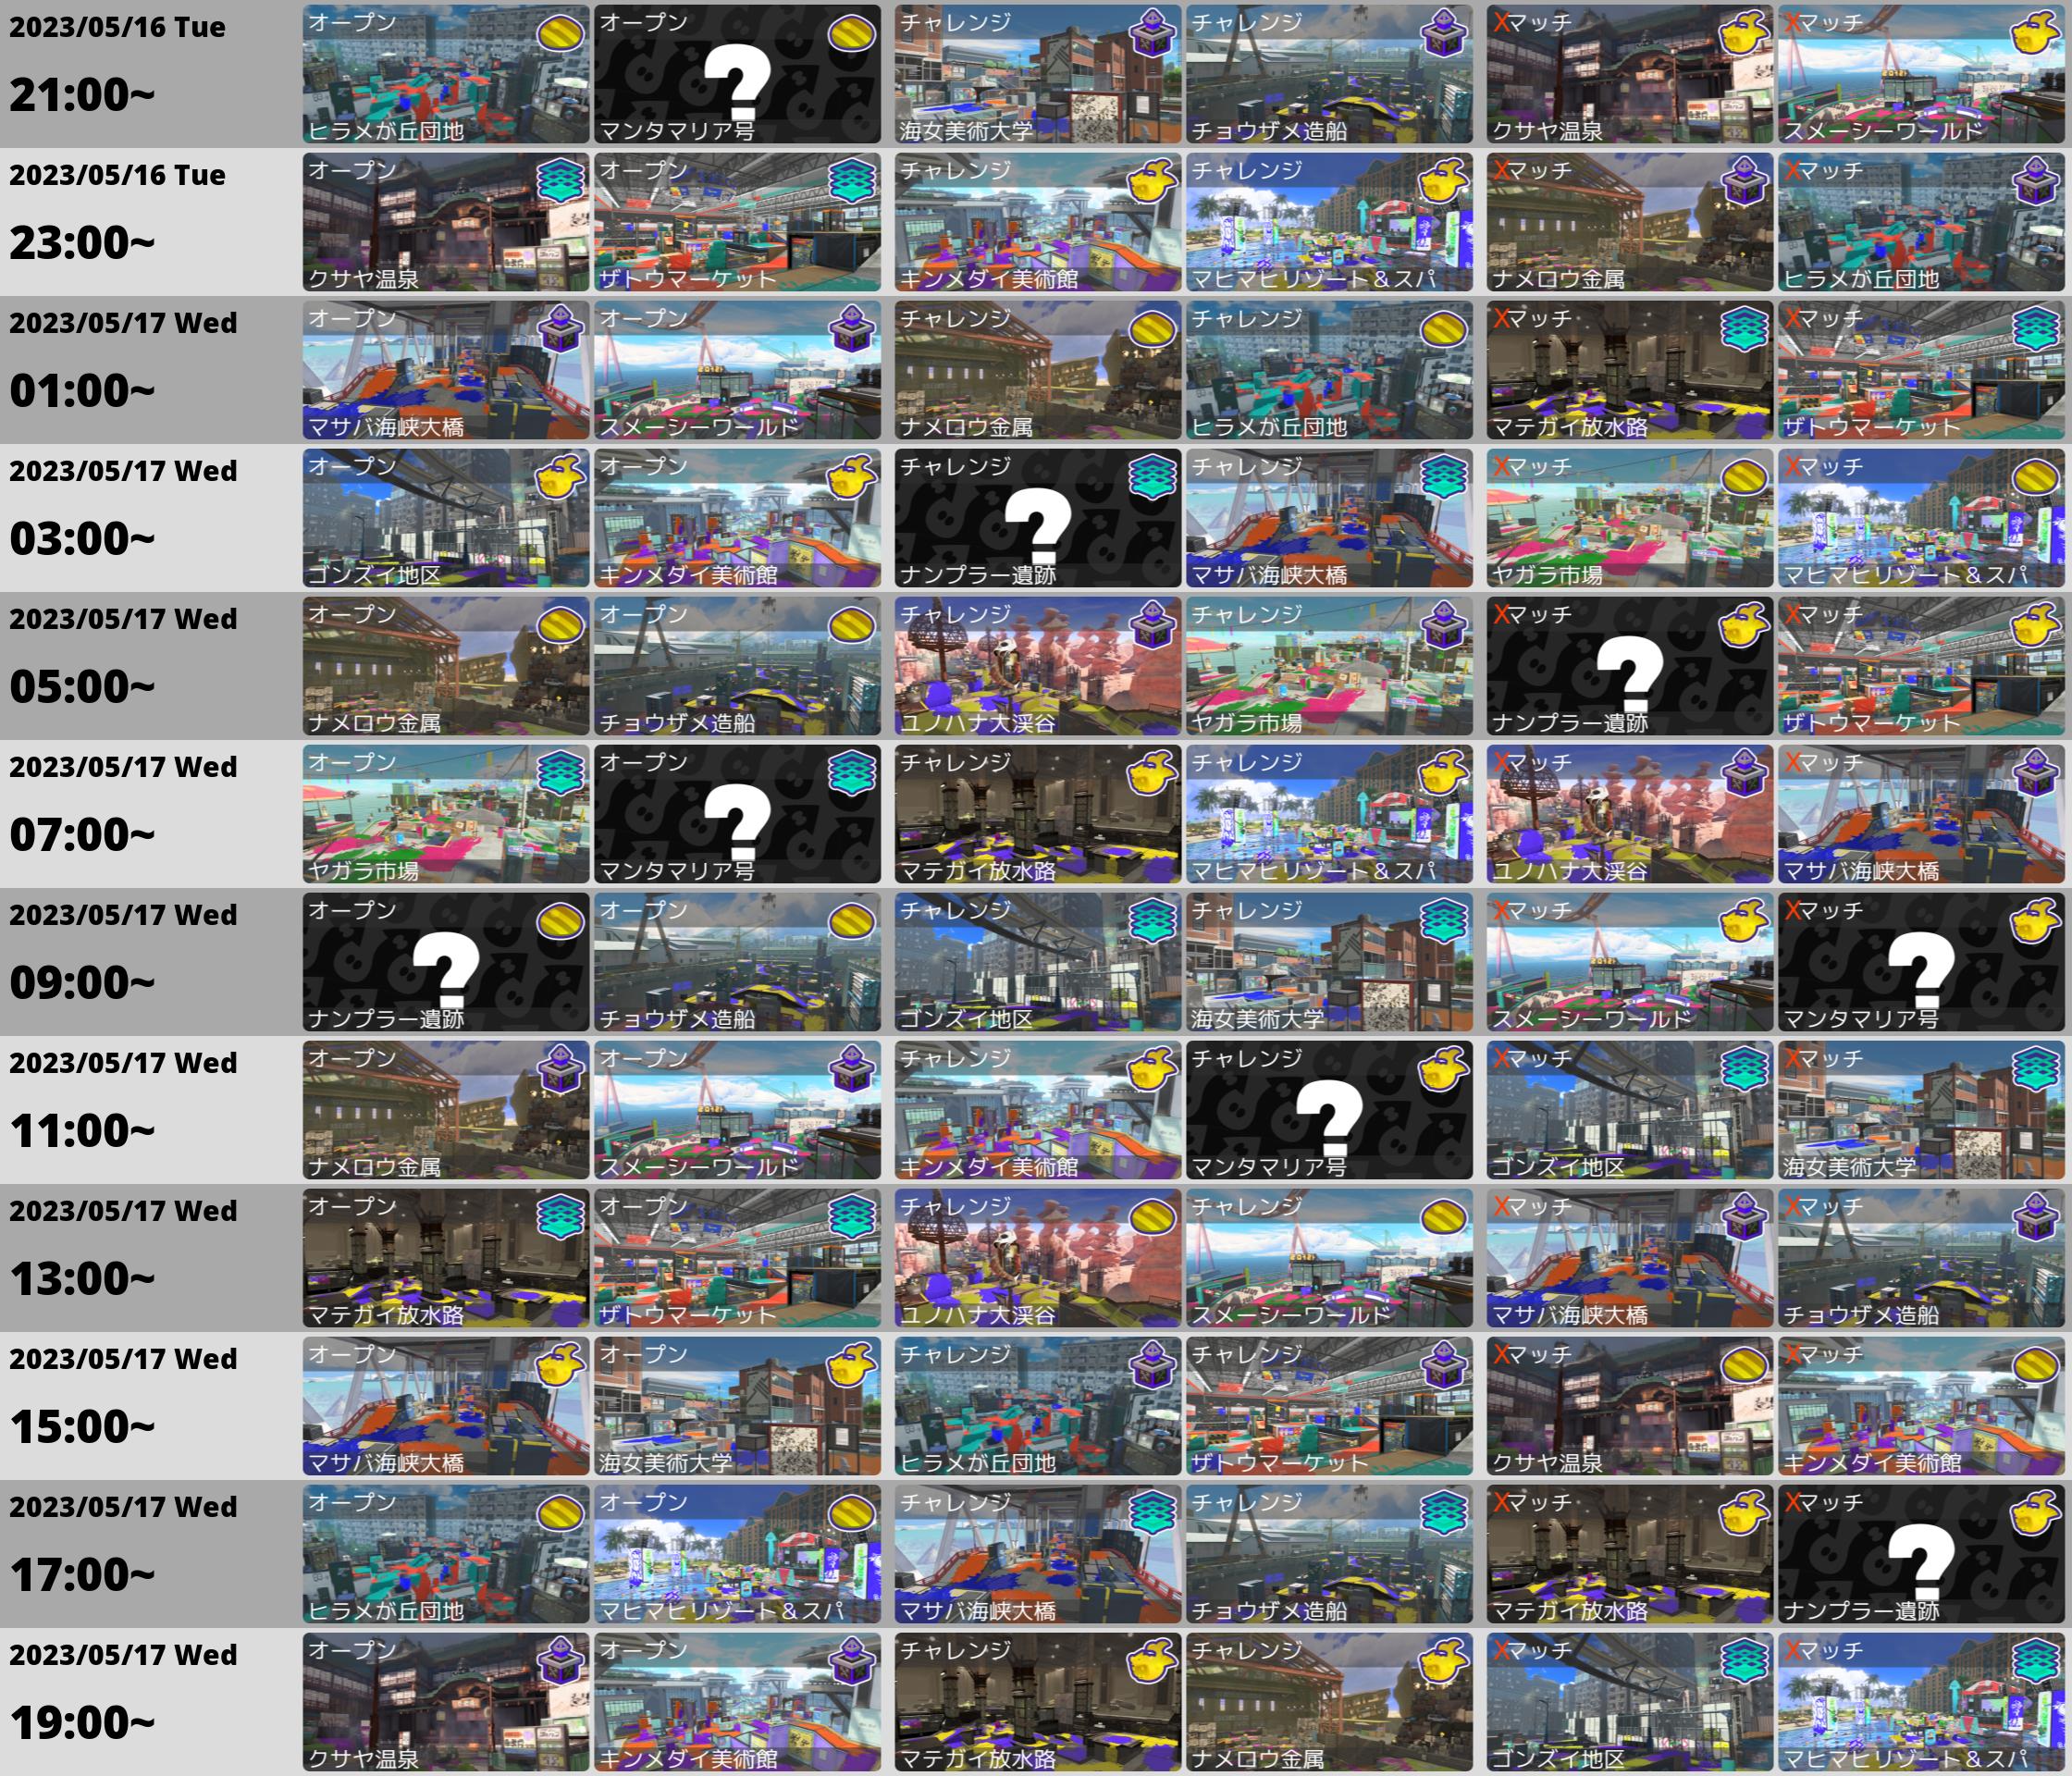 2023/05/16 Tue
21:00~
オープン オープン チャレンジ チャレンジ Xマッチ Xマッチ
ヒラメが丘団地 マンタマリア号 海女美術大学 チョウザメ造船 クサヤ温泉 スメーシーワールド
2023/05/16 Tue
23:00~
オープン オープン チャレンジ チャレンジ Xマッチ Xマッチ
クサヤ温泉 ザトウマーケット キンメダイ美術館 マヒマヒリゾート&スパ ナメロウ金属 ヒラメが丘団地
2023/05/17 Wed
01:00~
オープン オープン チャレンジ チャレンジ Xマッチ Xマッチ
マサバ海峡大橋 スメーシーワールド ナメロウ金属 ヒラメが丘団地 マテガイ放水路 ザトウマーケット
2023/05/17 Wed
03:00~
オープン オープン チャレンジ チャレンジ Xマッチ Xマッチ
ゴンズイ地区 キンメダイ美術館 ナンプラー遺跡 マサバ海峡大橋 ヤガラ市場 マヒマヒリゾート&スパ
2023/05/17 Wed
05:00~
オープン オープン チャレンジ チャレンジ Xマッチ Xマッチ
ナメロウ金属 チョウザメ造船 ユノハナ大渓谷 ヤガラ市場 ナンプラー遺跡 ザトウマーケット
2023/05/17 Wed
07:00~
オープン オープン チャレンジ チャレンジ Xマッチ Xマッチ
ヤガラ市場 マンタマリア号 マテガイ放水路 マヒマヒリゾート&スパ ユノハナ大渓谷 マサバ海峡大橋
2023/05/17 Wed
09:00~
オープン オープン チャレンジ チャレンジ Xマッチ Xマッチ
ナンプラー遺跡 チョウザメ造船 ゴンズイ地区 海女美術大学 スメーシーワールド マンタマリア号
2023/05/17 Wed
11:00~
オープン オープン チャレンジ チャレンジ Xマッチ Xマッチ
ナメロウ金属 スメーシーワールド キンメダイ美術館 マンタマリア号 ゴンズイ地区 海女美術大学
2023/05/17 Wed
13:00~
オープン オープン チャレンジ チャレンジ Xマッチ Xマッチ
マテガイ放水路 ザトウマーケット ユノハナ大渓谷 スメーシーワールド マサバ海峡大橋 チョウザメ造船
2023/05/17 Wed
15:00~
オープン オープン チャレンジ チャレンジ Xマッチ Xマッチ
マサバ海峡大橋 海女美術大学 ヒラメが丘団地 ザトウマーケット クサヤ温泉 キンメダイ美術館
2023/05/17 Wed
17:00~
オープン オープン チャレンジ チャレンジ Xマッチ Xマッチ
ヒラメが丘団地 マヒマヒリゾート&スパ マサバ海峡大橋 チョウザメ造船 マテガイ放水路 ナンプラー遺跡
2023/05/17 Wed
19:00~
オープン オープン チャレンジ チャレンジ Xマッチ Xマッチ
クサヤ温泉 キンメダイ美術館 マテガイ放水路 ナメロウ金属 ゴンズイ地区 マヒマヒリゾート&スパ